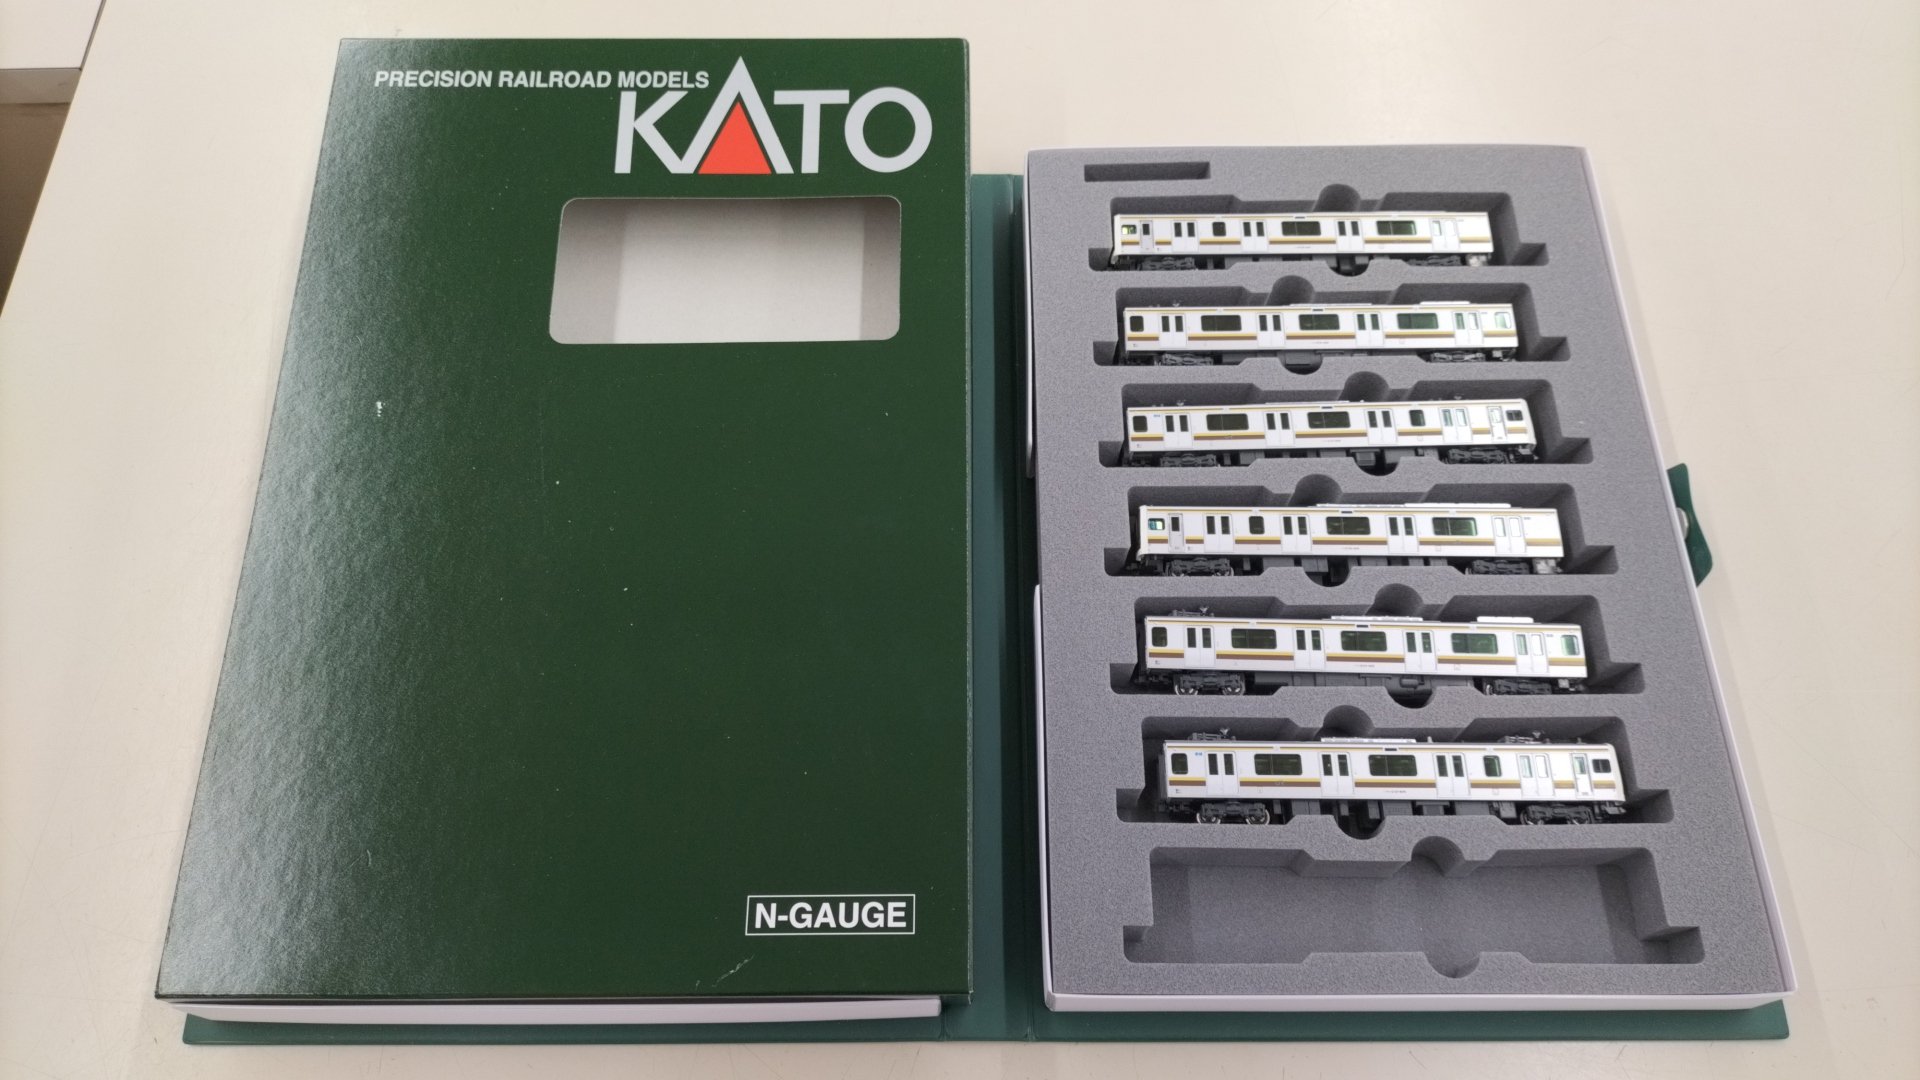 PRECISION RAILROAD MODELS
KATO
N-GAUGE